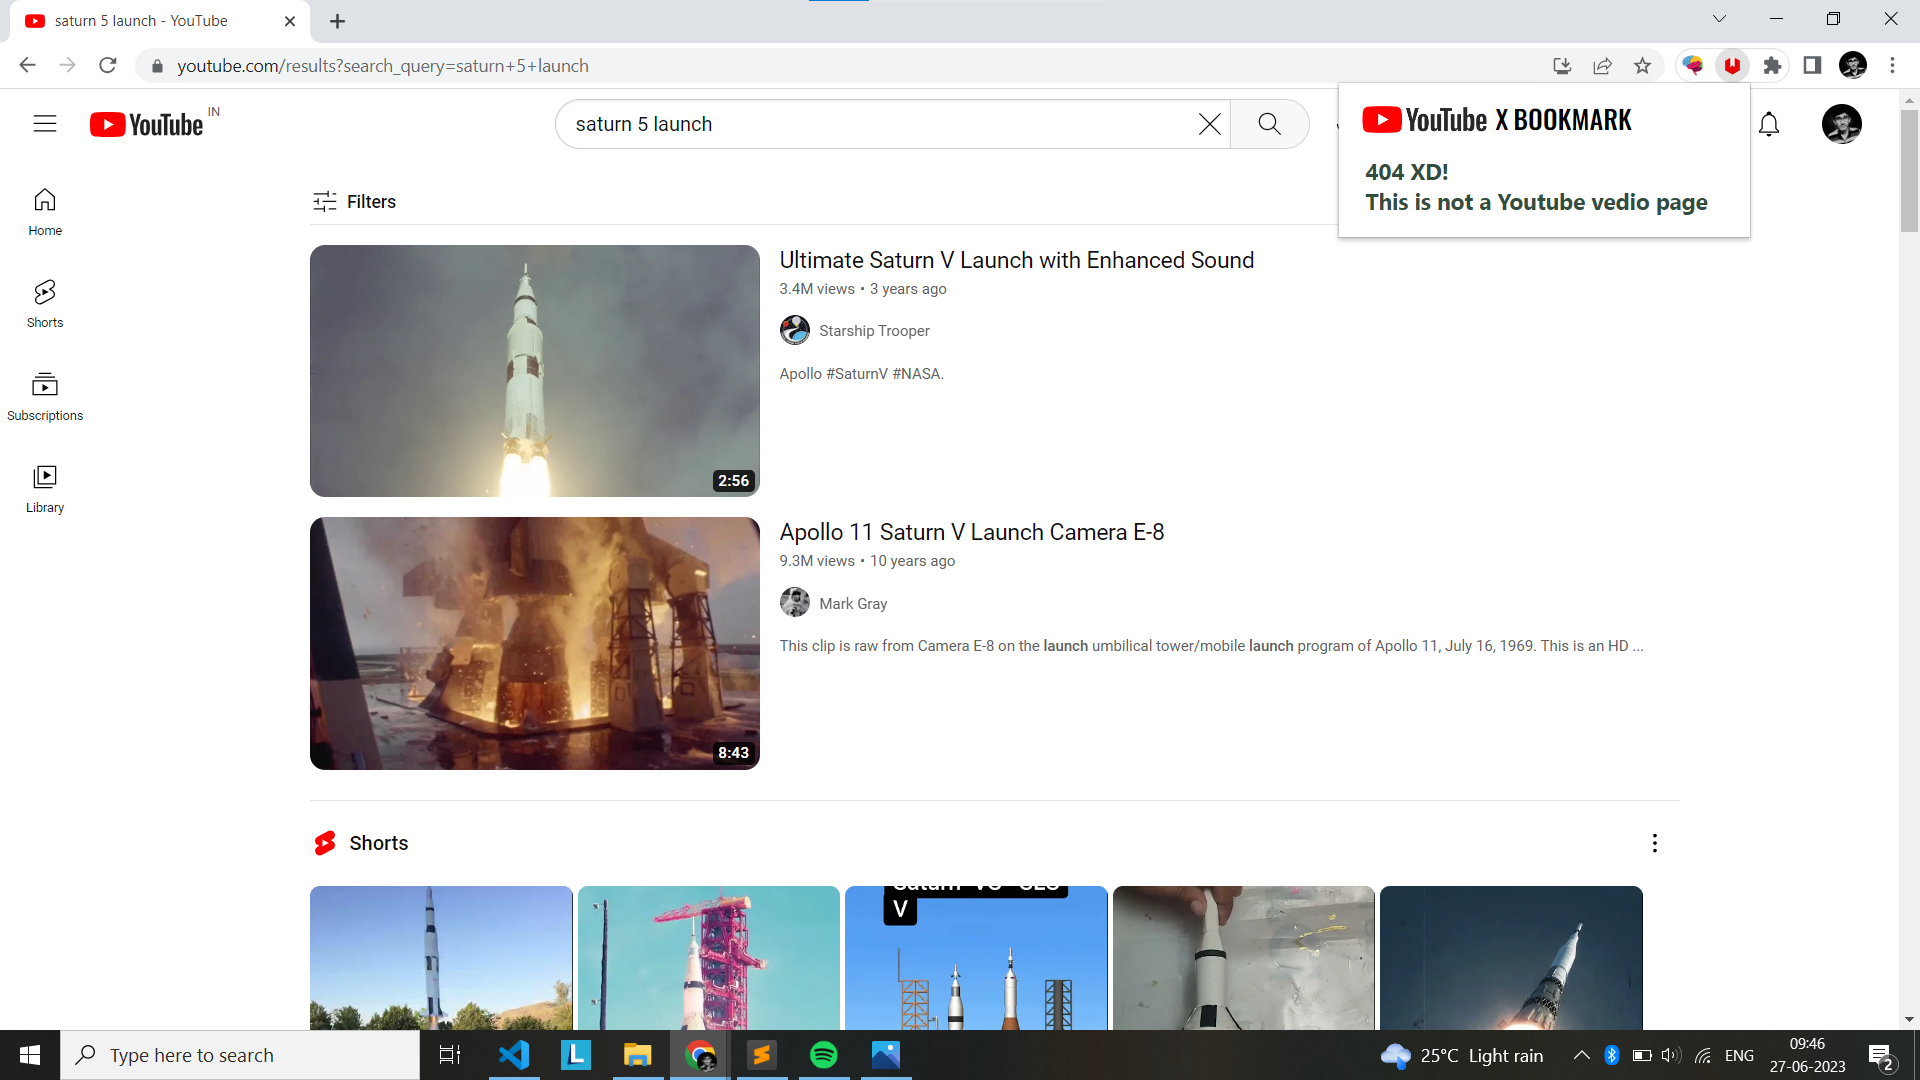 saturn 5 launch - YouTube
youtube.com/results?search_query=saturn+5+launch
YouTube IN
saturn 5 launch
YouTube X BOOKMARK
404 XD!
This is not a Youtube vedio page
Home
Shorts
Subscriptions
Library
Filters
2:56
Ultimate Saturn V Launch with Enhanced Sound
3.4M views • 3 years ago
Starship Trooper
Apollo #SaturnV #NASA.
8:43
Apollo 11 Saturn V Launch Camera E-8
9.3M views • 10 years ago
Mark Gray
This clip is raw from Camera E-8 on the launch umbilical tower/mobile launch program of Apollo 11, July 16, 1969. This is an HD ...
Shorts
V
Type here to search
L
25°C Light rain
ENG
09:46
27-06-2023
2